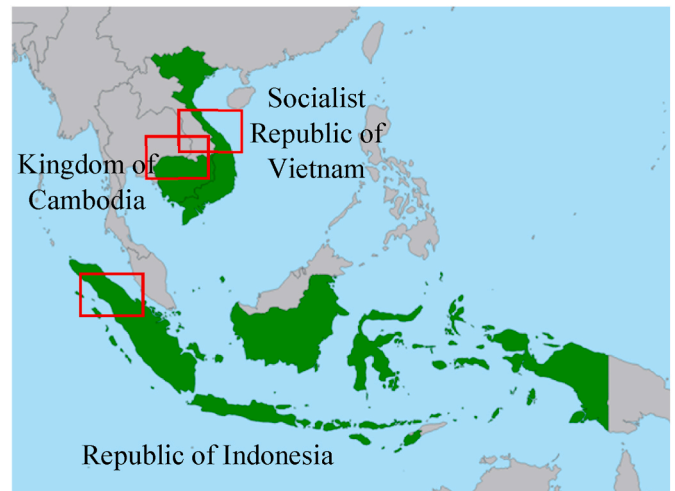 Socialist
Republic of
Vietnam
Kingdom of
Cambodia
Republic of Indonesia